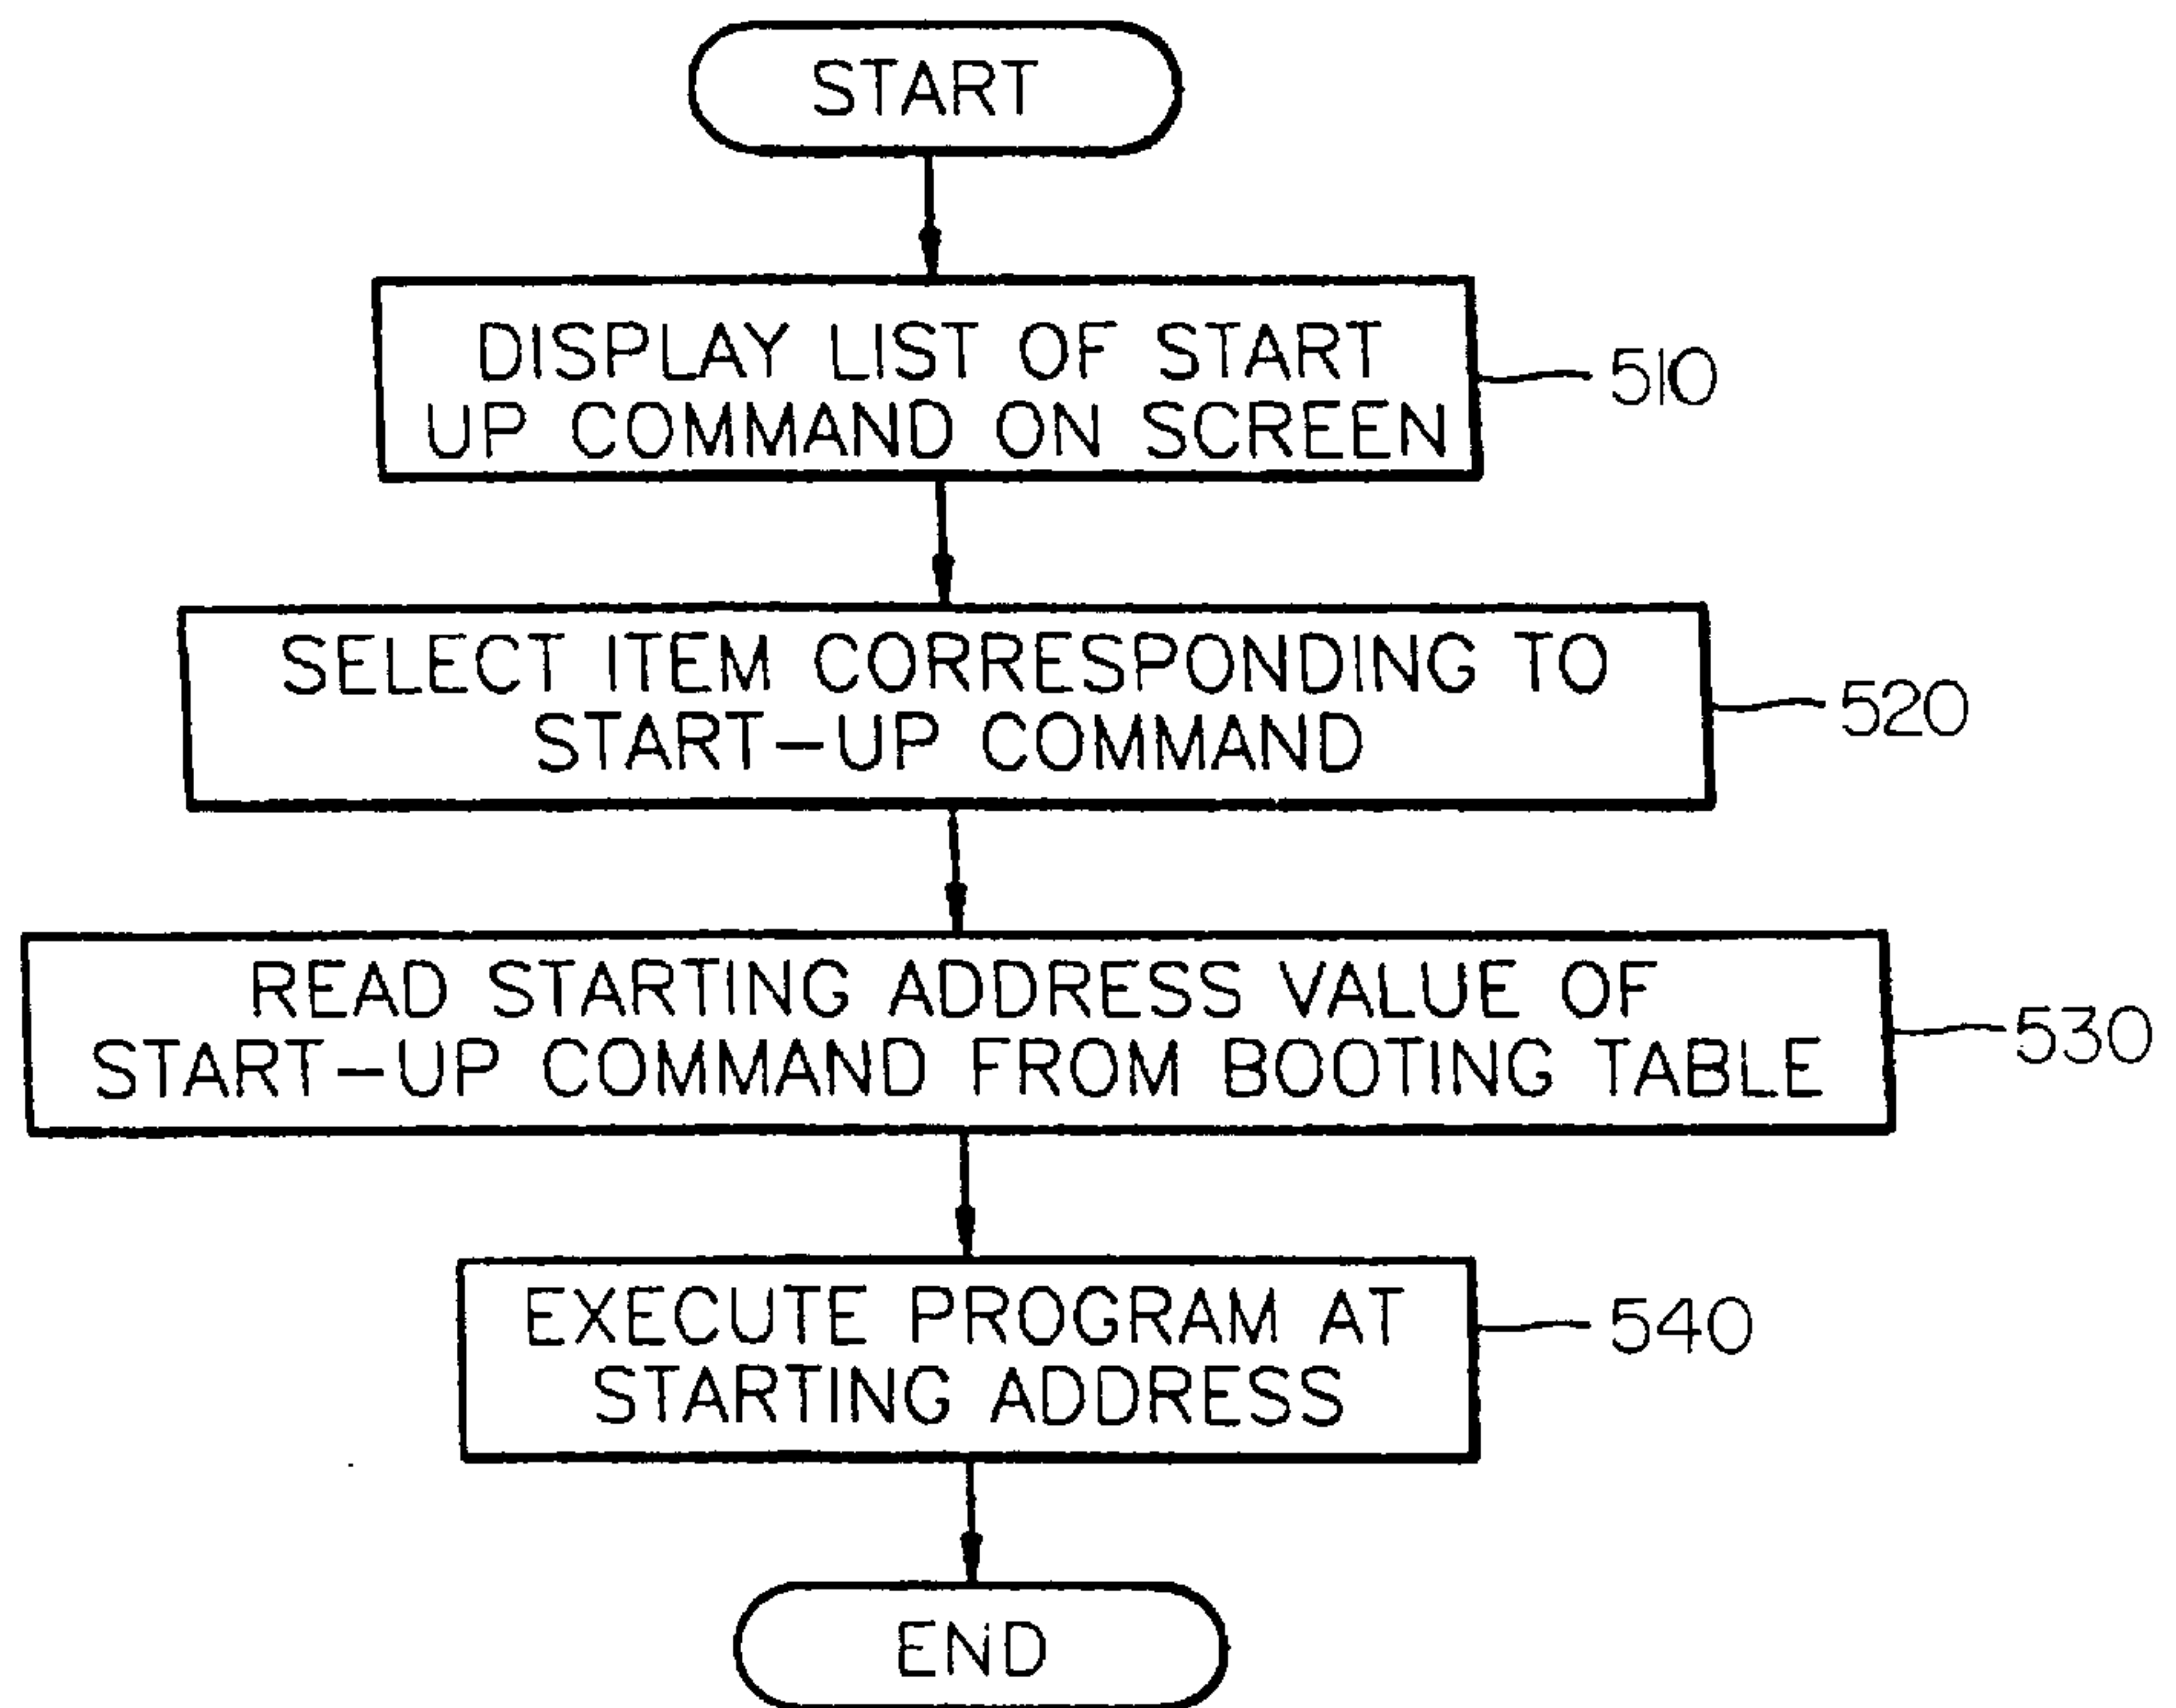 START
DISPLAY LIST OF START
UP COMMAND ON SCREEN
510
SELECT ITEM CORRESPONDING TO
START-UP COMMAND
520
READ STARTING ADDRESS VALUE OF
START-UP COMMAND FROM BOOTING TABLE
530
EXECUTE PROGRAM AT
STARTING ADDRESS
540
END